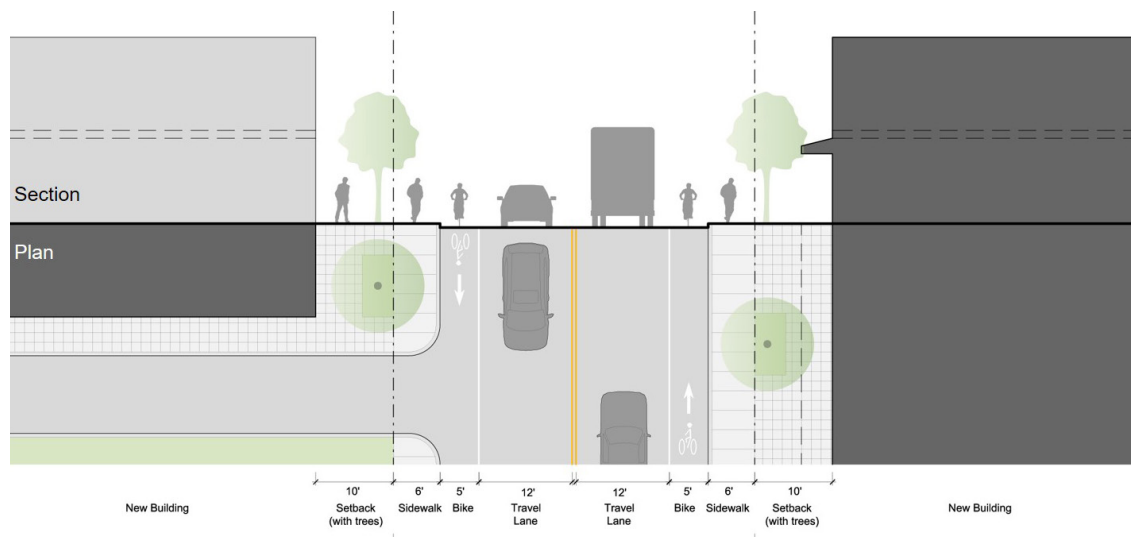 Section
Plan
10' 6' 5' 12' 12' 5' 6' 10'
New Building Setback Sidewalk Bike Travel Travel Bike Sidewalk Setback New Building
(with trees) Lane Lane (with trees)